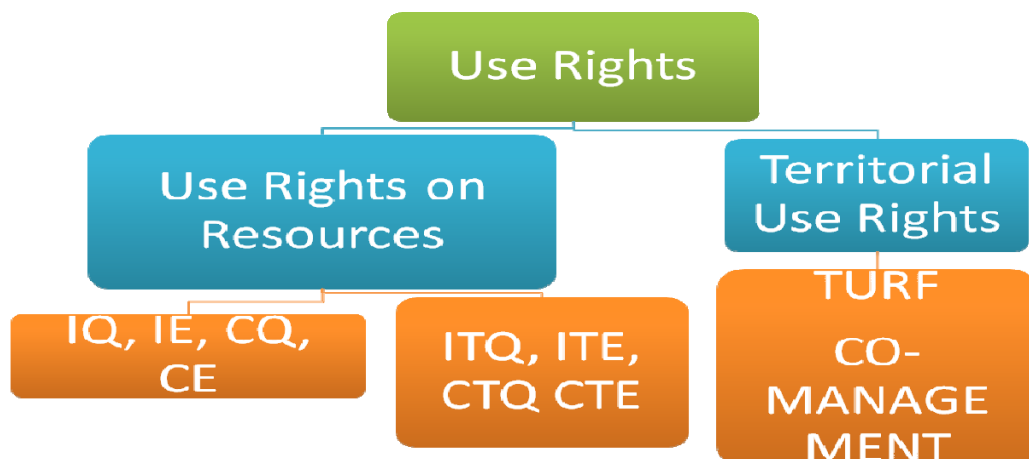 Use Rights
Use Rights on
Resources
Territorial
Use Rights
IQ, IE, CQ,
CE
ITQ, ITE,
CTQ CTE
TURF
CO-
MANAGE
MENT